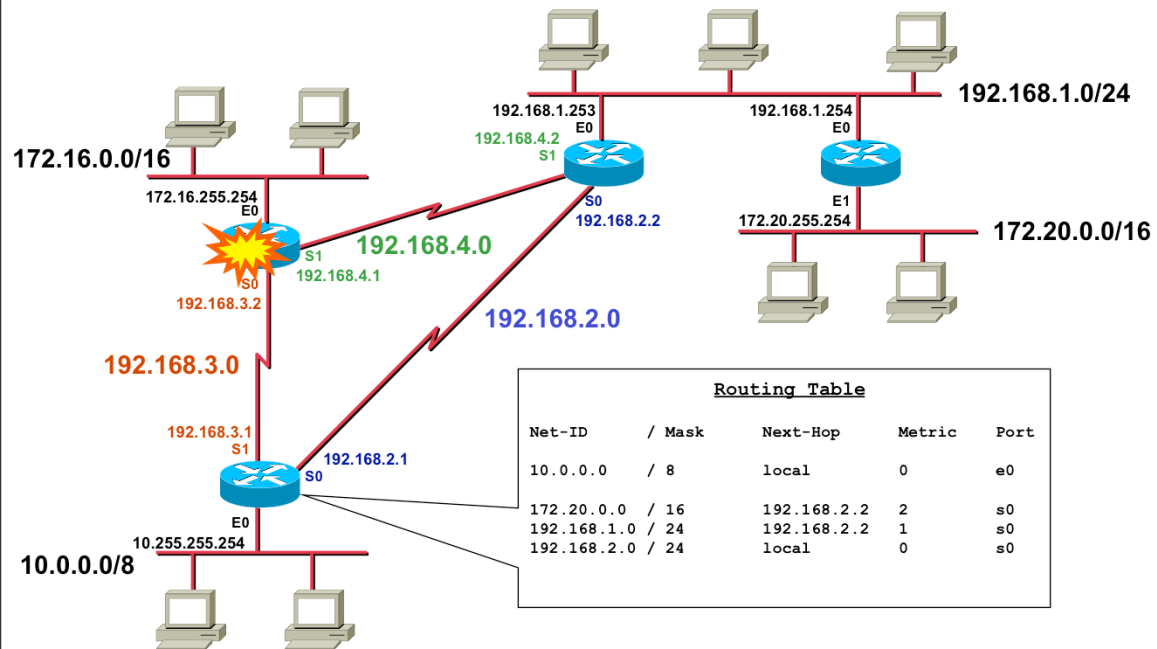 192.168.1.0/24
192.168.1.253
E0
192.168.1.254
E0
192.168.4.2
S1
172.16.0.0/16
172.16.255.254
E0
S0
192.168.2.2
E1
172.20.255.254
172.20.0.0/16
192.168.4.0
S1
192.168.4.1
S0
192.168.3.2
192.168.2.0
192.168.3.0
192.168.3.1
S1
192.168.2.1
S0
E0
10.255.255.254
10.0.0.0/8
Routing Table
Net-ID / Mask Next-Hop Metric Port
10.0.0.0 / 8 local 0 e0
172.20.0.0 / 16 192.168.2.2 2 s0
192.168.1.0 / 24 192.168.2.2 1 s0
192.168.2.0 / 24 local 0 s0